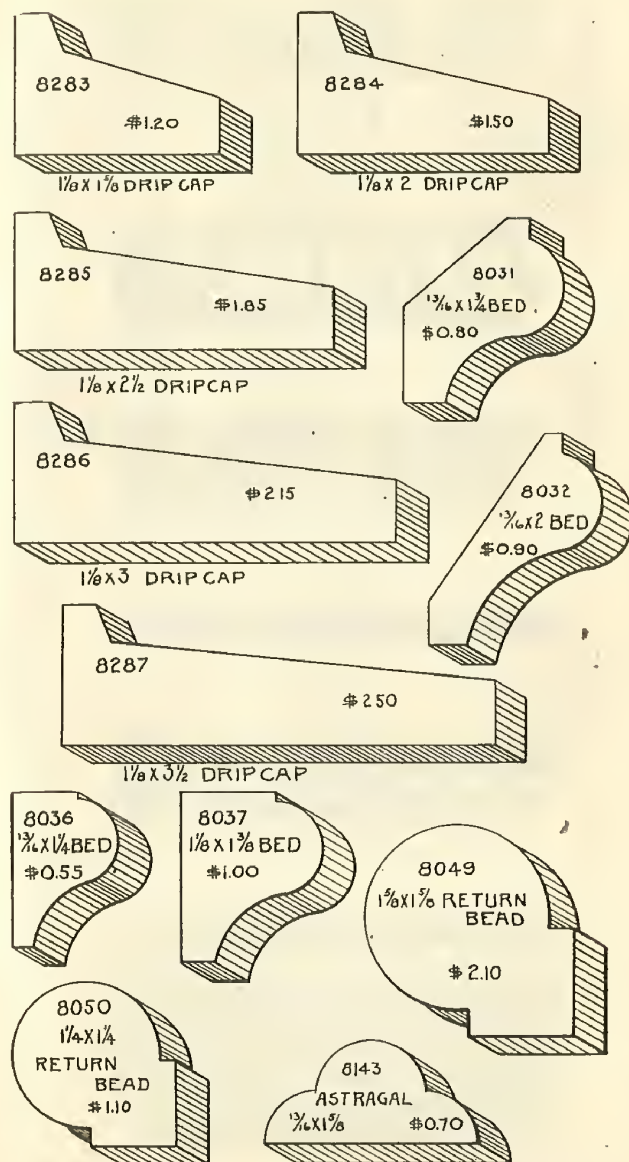 8283
$1.20
1⅛ X 1⅝ DRIP CAP
8284
$1.50
1⅛ X 2 DRIP CAP
8285
$1.85
1⅛ X 2½ DRIP CAP
8031
13/16 X 1¾ BED
$0.80
8286
$2.15
1⅛ X 3 DRIP CAP
8032
13/16 X 2 BED
$0.90
8287
$2.50
1⅛ X 3½ DRIP CAP
8036
13/16 X 1¼ BED
$0.55
8037
1⅛ X 1⅜ BED
$1.00
8049
1⅝ X 1⅝ RETURN
BEAD
$2.10
8050
1¼ X 1¼
RETURN
BEAD
$1.10
8143
ASTRAGAL
13/16 X 1⅝ $0.70